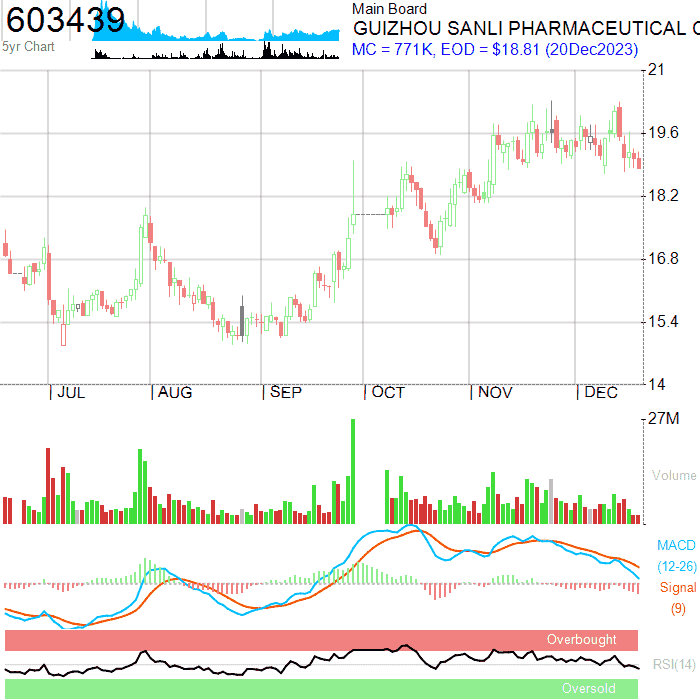 603439
5yr Chart
Main Board
GUIZHOU SANLI PHARMACEUTICAL C
MC = 771K, EOD = $18.81 (20Dec2023)
21
19.6
18.2
16.8
15.4
14
JUL AUG SEP OCT NOV DEC
27M
Volume
MACD
(12-26)
Signal
(9)
Overbought
RSI(14)
Oversold